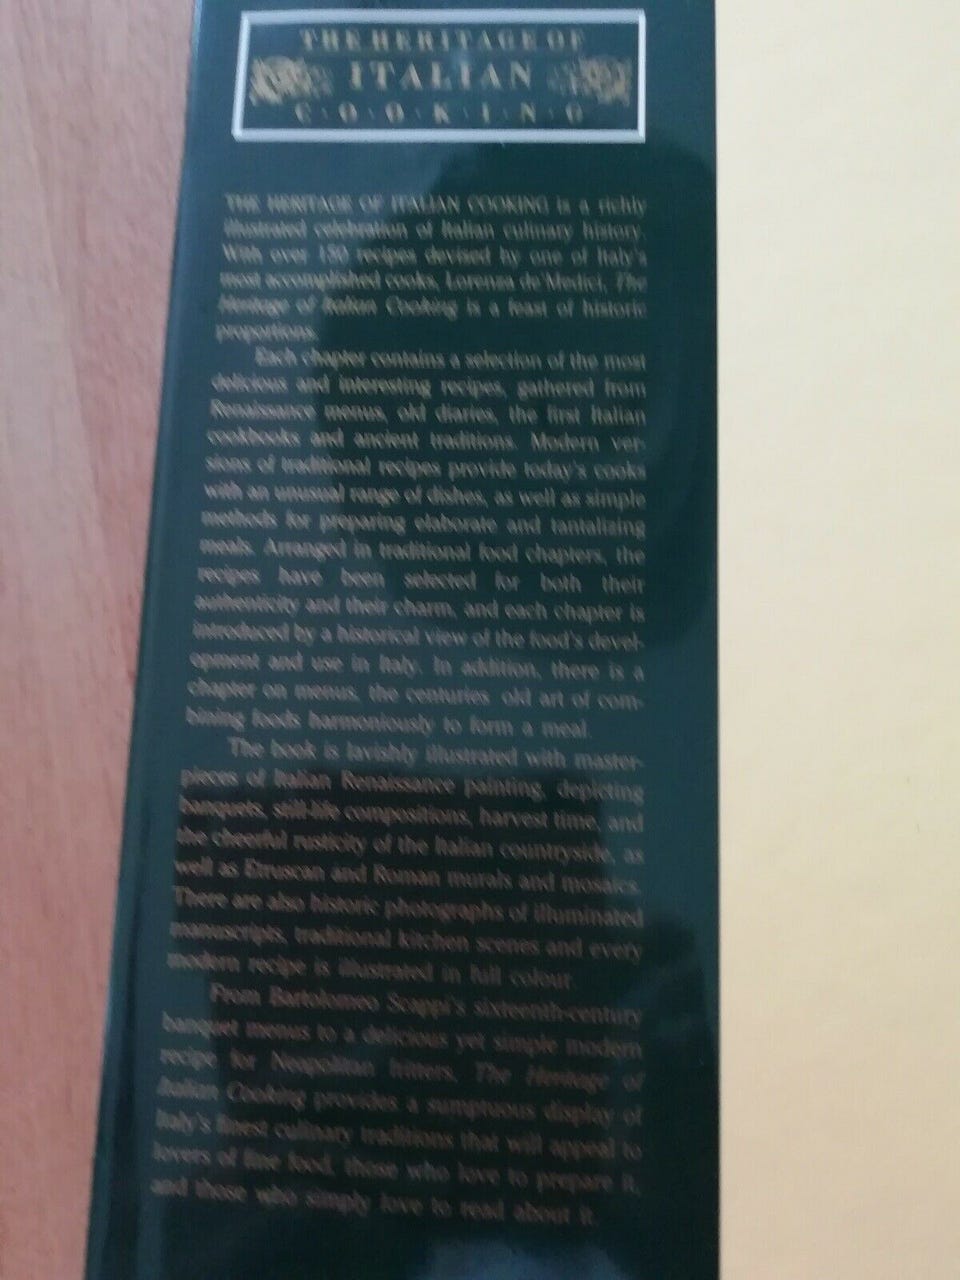 THE HERITAGE OF
ITALIAN
C·O·O·K·I·N·G
THE HERITAGE OF ITALIAN COOKING is a richly
illustrated celebration of Italian culinary history.
With over 150 recipes devised by one of Italy's
most accomplished cooks, Lorenza de'Medici, The
Heritage of Italian Cooking is a feast of historic
proportions.
Each chapter contains a selection of the most
delicious and interesting recipes, gathered from
Renaissance menus, old diaries, the first Italian
cookbooks and ancient traditions. Modern ver-
sions of traditional recipes provide today's cooks
with an unusual range of dishes, as well as simple
methods for preparing elaborate and tantalizing
meals. Arranged in traditional food chapters, the
recipes have been selected for both their
authenticity and their charm, and each chapter is
introduced by a historical view of the food's devel-
opment and use in Italy. In addition, there is a
chapter on menus, the centuries old art of com-
bining foods harmoniously to form a meal.
The book is lavishly illustrated with master-
pieces of Italian Renaissance painting, depicting
banquets, still-life compositions, harvest time, and
the cheerful rusticity of the Italian countryside, as
well as Etruscan and Roman murals and mosaics.
There are also historic photographs of illuminated
manuscripts, traditional kitchen scenes and every
modern recipe is illustrated in full colour.
From Bartolomeo Scappi's sixteenth-century
banquet menus to a delicious yet simple modern
recipe for Neapolitan fritters, The Heritage of
Italian Cooking provides a sumptuous display of
Italy's finest culinary traditions that will appeal to
lovers of fine food, those who love to prepare it,
and those who simply love to read about it.